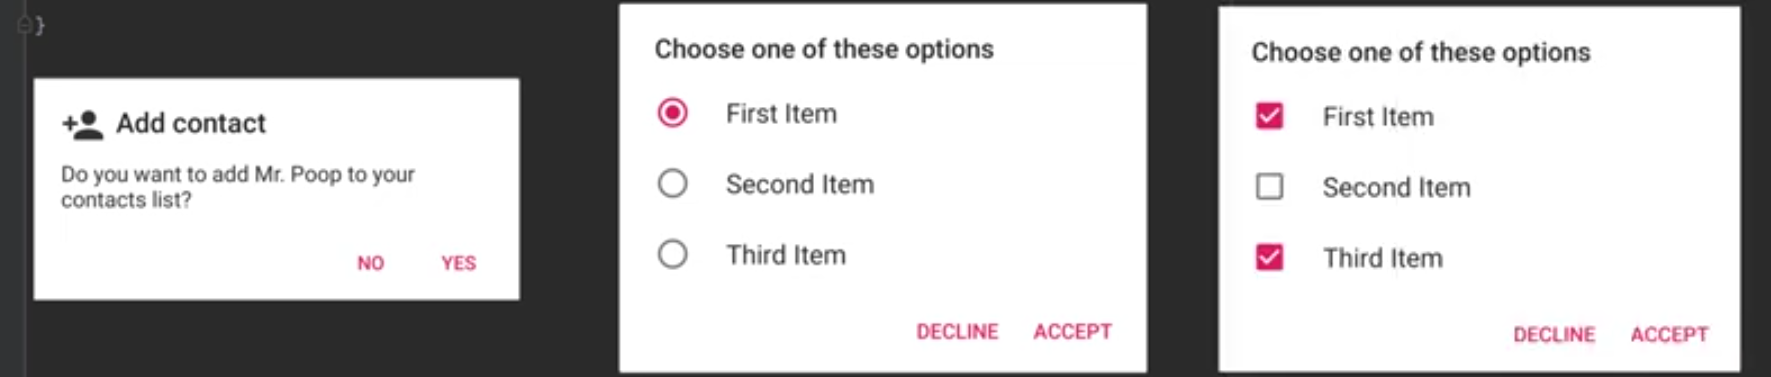 }
Add contact
Do you want to add Mr. Poop to your
contacts list?
NO YES
Choose one of these options
First Item
Second Item
Third Item
DECLINE ACCEPT
Choose one of these options
First Item
Second Item
Third Item
DECLINE ACCEPT